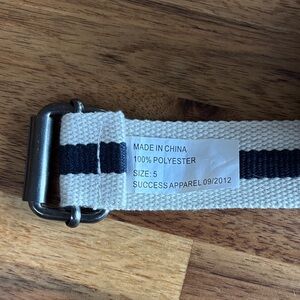 MADE IN CHINA
100% POLYESTER
SIZE: 5
SUCCESS APPAREL 09/2012